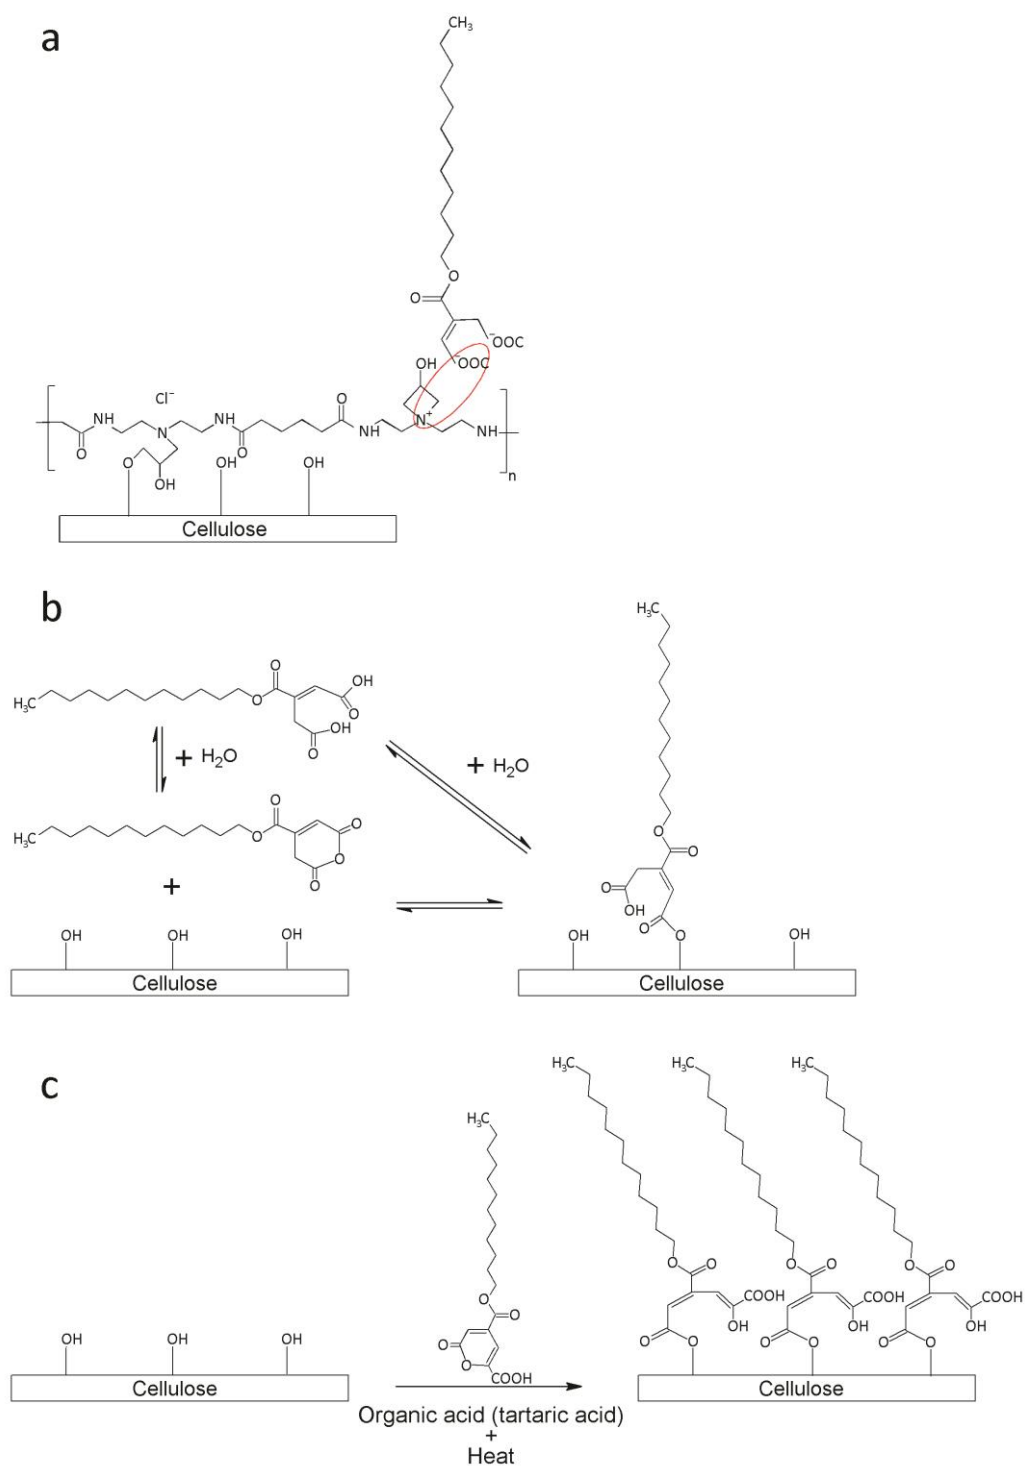 a
CH₃
O
O
⁻OOC
OH ⁻OOC
Cl⁻
O
NH NH N⁺
N NH NH
O O n
O OH OH
OH
Cellulose
b
H₃C
O
OH
H₃C O O
OH
O
+ H₂O + H₂O
O
O
H₃C O O
O O
O
+ O
OH
O O
OH OH OH OH OH
Cellulose Cellulose
c
H₃C H₃C H₃C
H₃C
O O O O O O
O COOH COOH COOH
O OH OH OH
OH OH OH O O O O O O O
O
COOH
Cellulose Cellulose
Organic acid (tartaric acid)
+
Heat